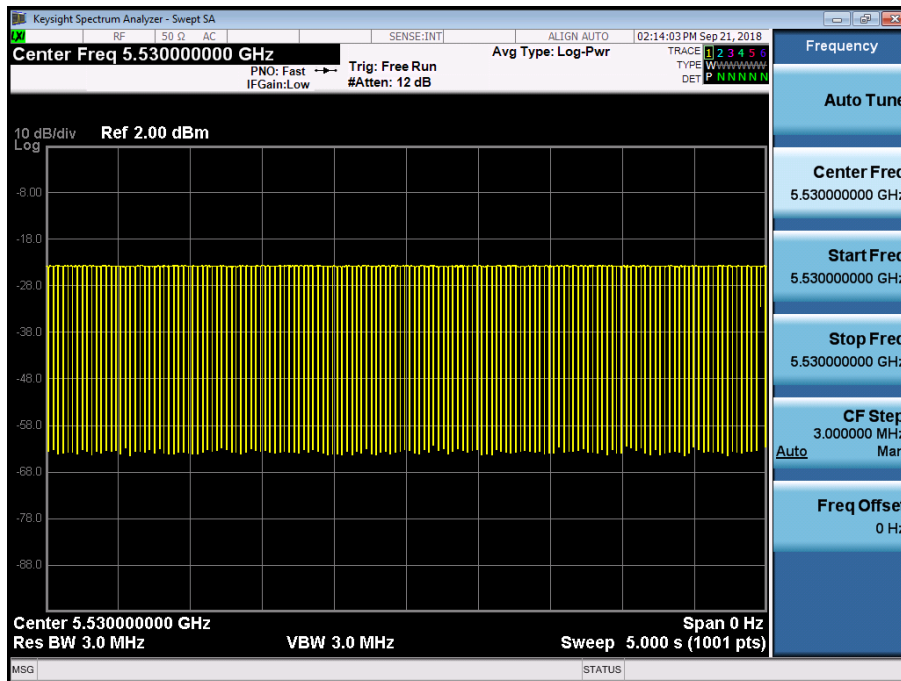 Keysight Spectrum Analyzer - Swept SA
LXI RF 50 Ω AC SENSE:INT ALIGN AUTO 02:14:03 PM Sep 21, 2018
Center Freq 5.530000000 GHz
PNO: Fast
IFGain:Low
Trig: Free Run
#Atten: 12 dB
Avg Type: Log-Pwr
TRACE 1 2 3 4 5 6
TYPE WWWWWW
DET P N N N N N
10 dB/div Ref 2.00 dBm
Log
-8.00
-18.0
-28.0
-38.0
-48.0
-58.0
-68.0
-78.0
-88.0
Center 5.530000000 GHz Span 0 Hz
Res BW 3.0 MHz VBW 3.0 MHz Sweep 5.000 s (1001 pts)
MSG STATUS
Frequency
Auto Tune
Center Freq
5.530000000 GHz
Start Freq
5.530000000 GHz
Stop Freq
5.530000000 GHz
CF Step
3.000000 MHz
Auto Man
Freq Offset
0 Hz